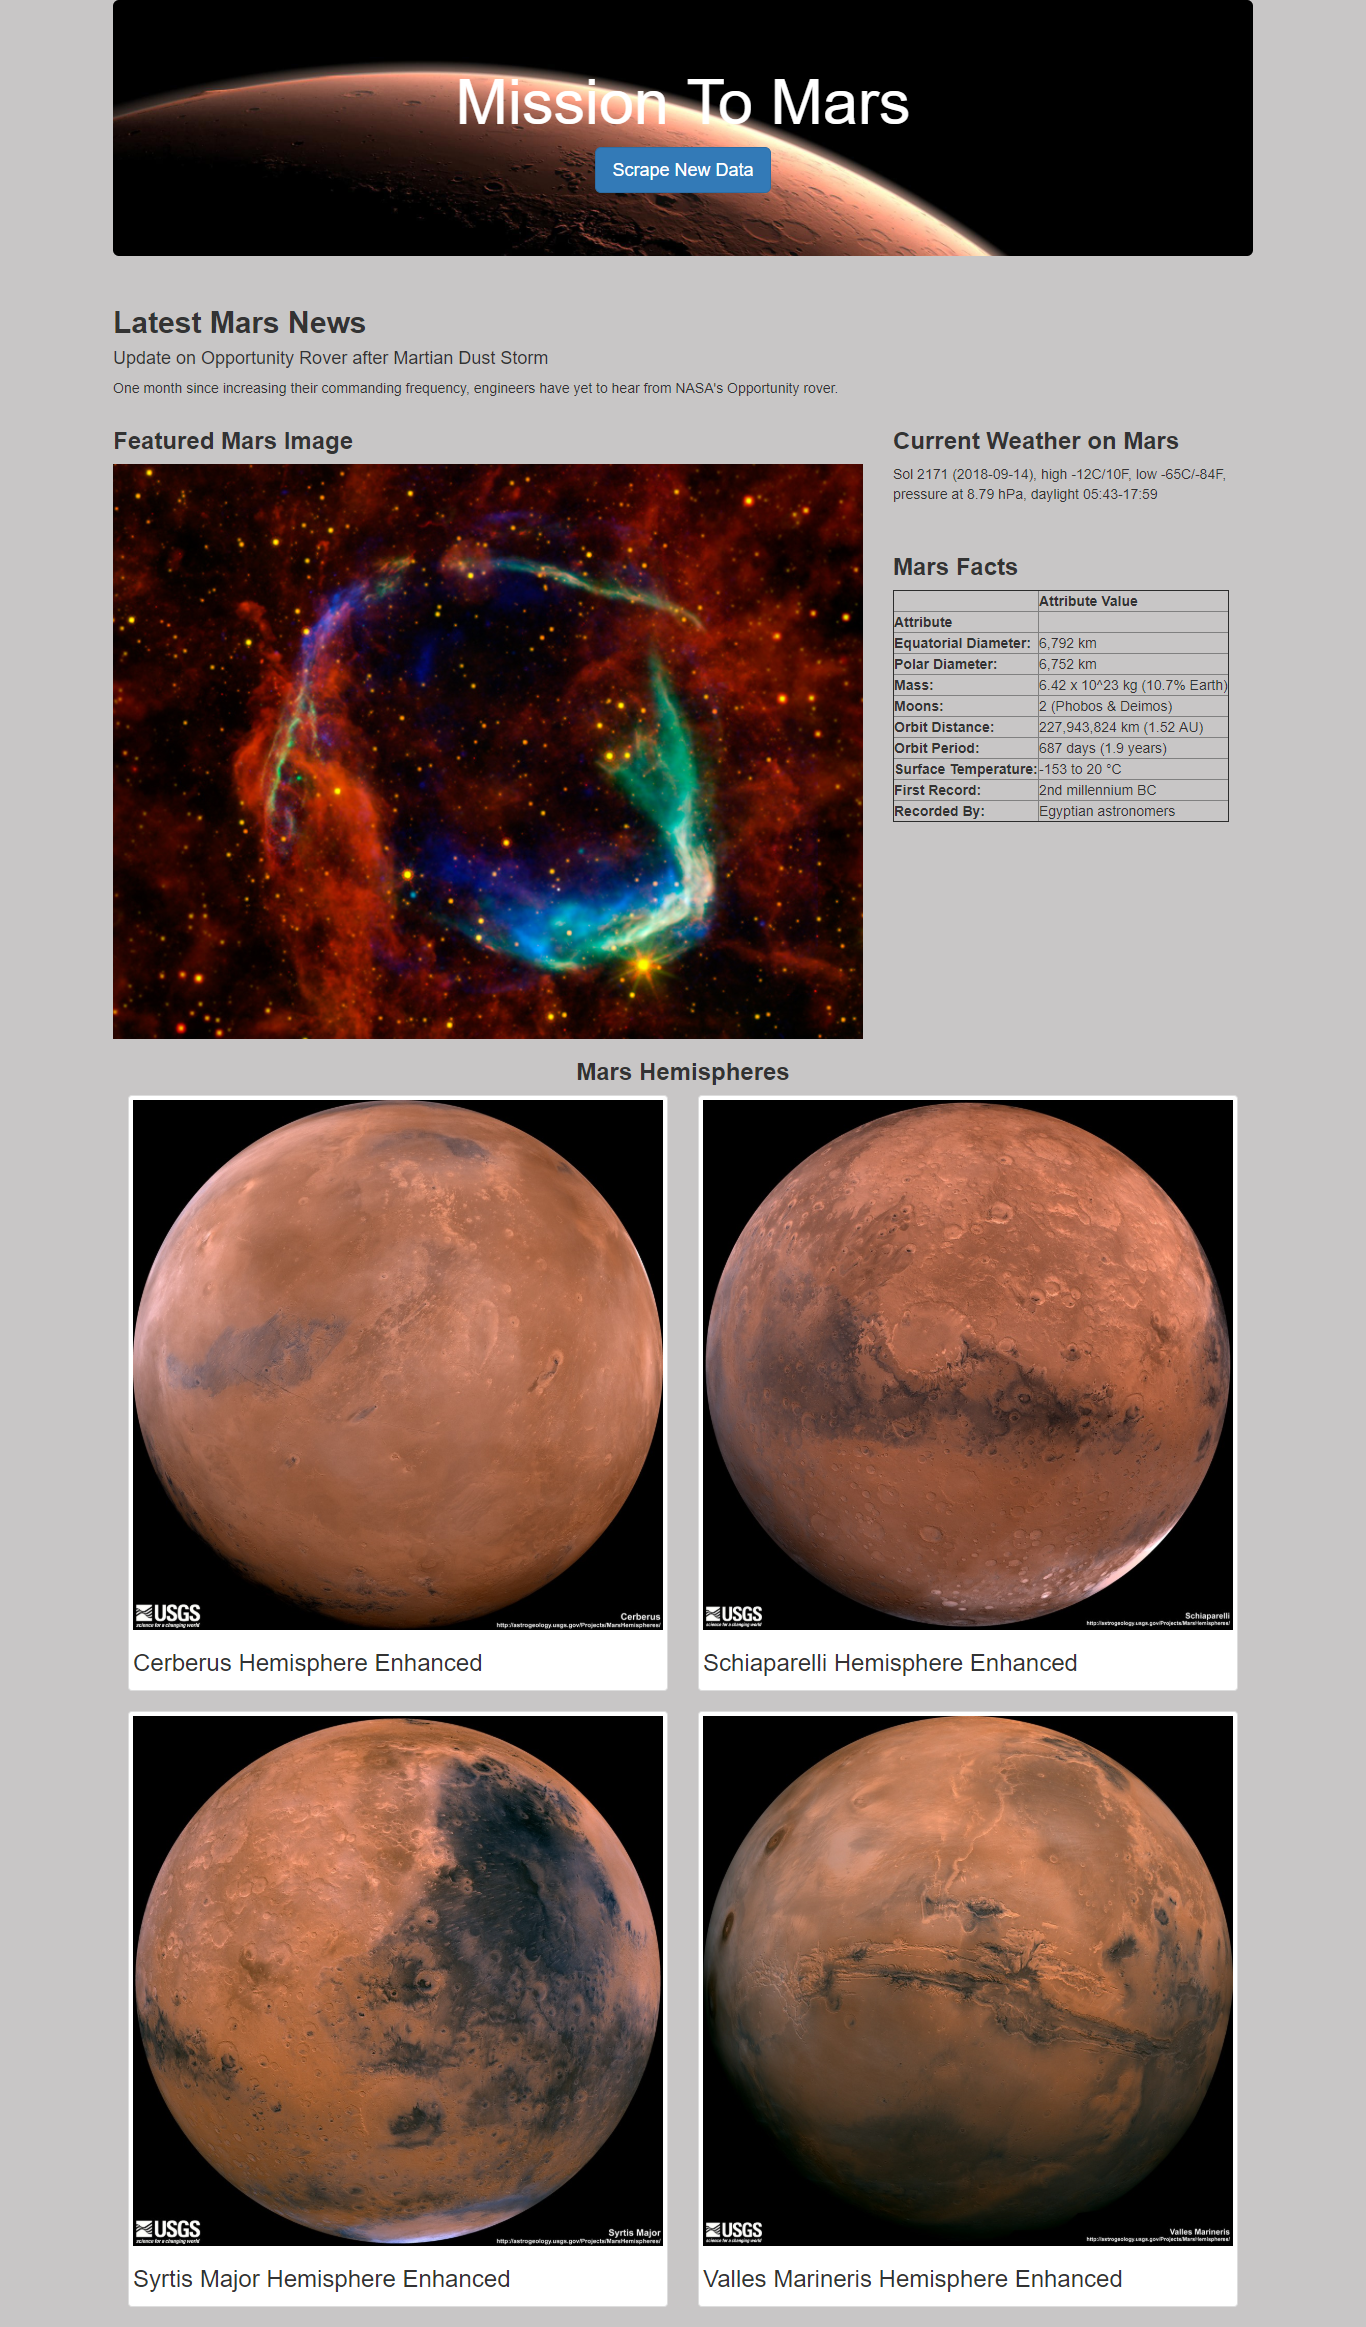 Mission To Mars
Scrape New Data
Latest Mars News
Update on Opportunity Rover after Martian Dust Storm
One month since increasing their commanding frequency, engineers have yet to hear from NASA's Opportunity rover.
Featured Mars Image
Current Weather on Mars
Sol 2171 (2018-09-14), high -12C/10F, low -65C/-84F,
pressure at 8.79 hPa, daylight 05:43-17:59
Mars Facts
Attribute Value
Attribute
Equatorial Diameter: 6,792 km
Polar Diameter: 6,752 km
Mass: 6.42 x 10^23 kg (10.7% Earth)
Moons: 2 (Phobos & Deimos)
Orbit Distance: 227,943,824 km (1.52 AU)
Orbit Period: 687 days (1.9 years)
Surface Temperature: -153 to 20 °C
First Record: 2nd millennium BC
Recorded By: Egyptian astronomers
Mars Hemispheres
USGS
science for a changing world
Cerberus
http://astrogeology.usgs.gov/Projects/MarsHemispheres/
Cerberus Hemisphere Enhanced
USGS
science for a changing world
Schiaparelli
http://astrogeology.usgs.gov/Projects/MarsHemispheres/
Schiaparelli Hemisphere Enhanced
USGS
science for a changing world
Syrtis Major
http://astrogeology.usgs.gov/Projects/MarsHemispheres/
Syrtis Major Hemisphere Enhanced
USGS
science for a changing world
Valles Marineris
http://astrogeology.usgs.gov/Projects/MarsHemispheres/
Valles Marineris Hemisphere Enhanced